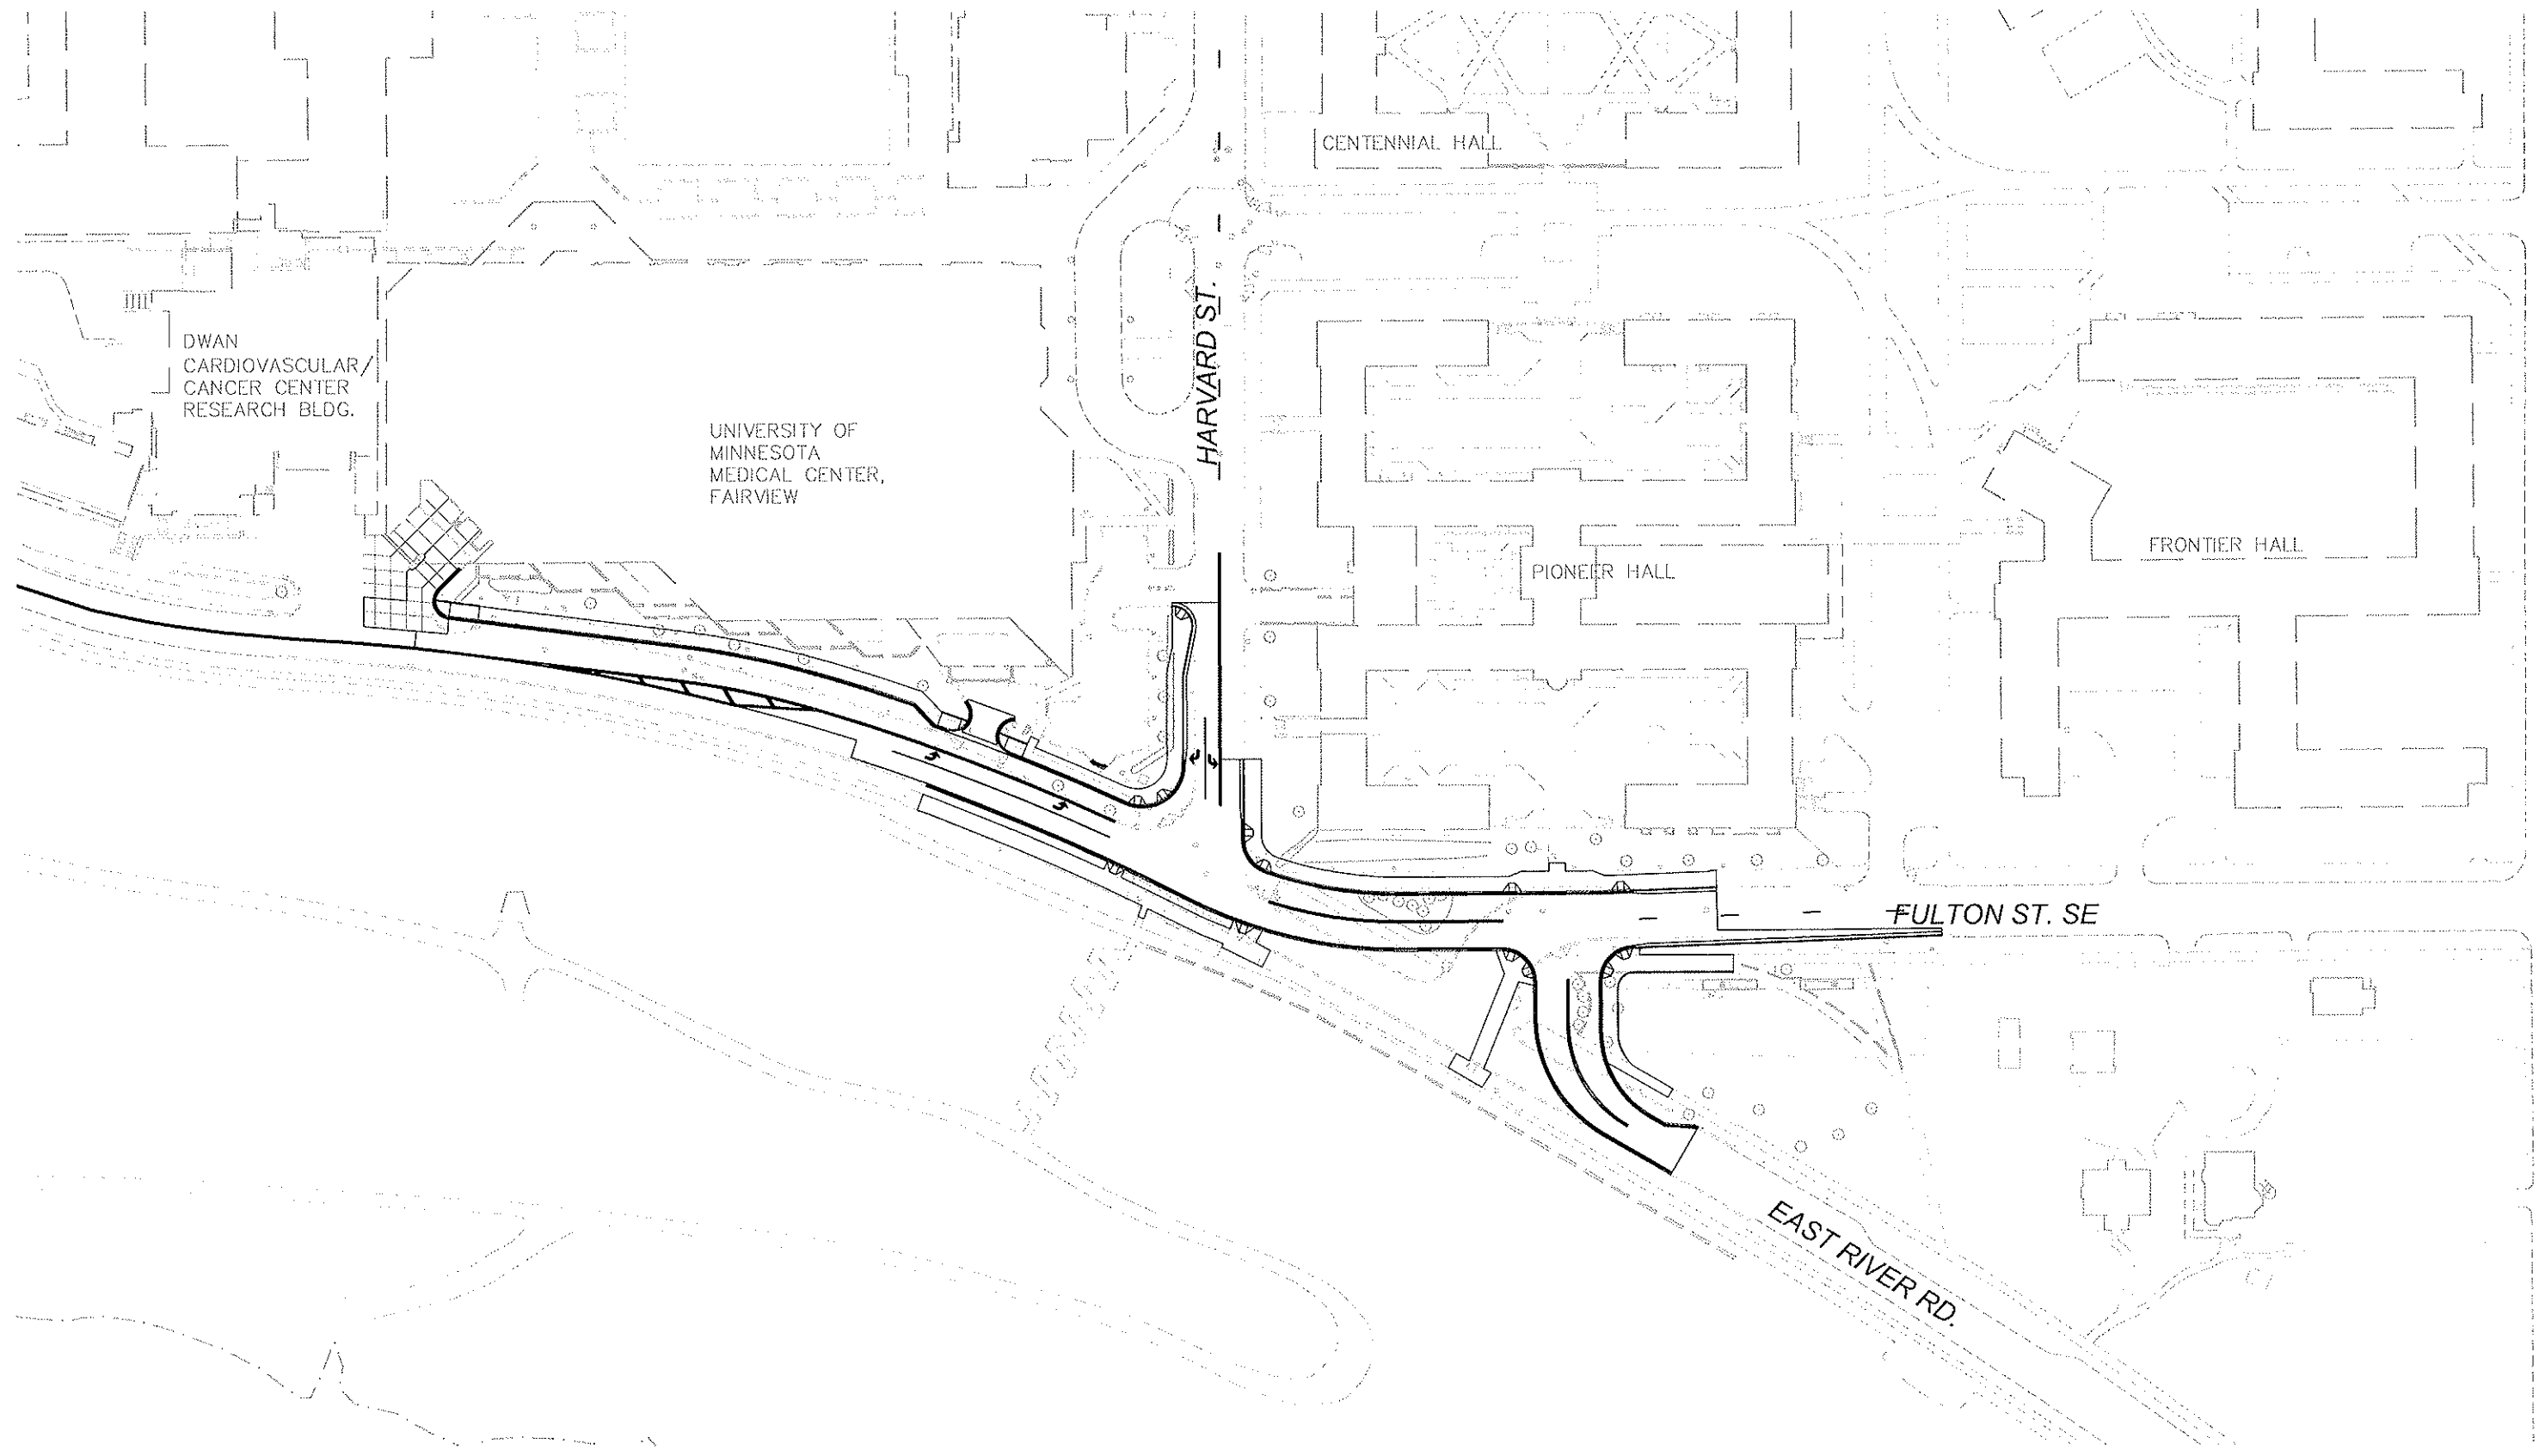 CENTENNIAL HALL
HARVARD ST.
DWAN
CARDIOVASCULAR/
CANCER CENTER
RESEARCH BLDG.
UNIVERSITY OF
MINNESOTA
MEDICAL CENTER,
FAIRVIEW
FRONTIER HALL
PIONEER HALL
FULTON ST. SE
EAST RIVER RD.